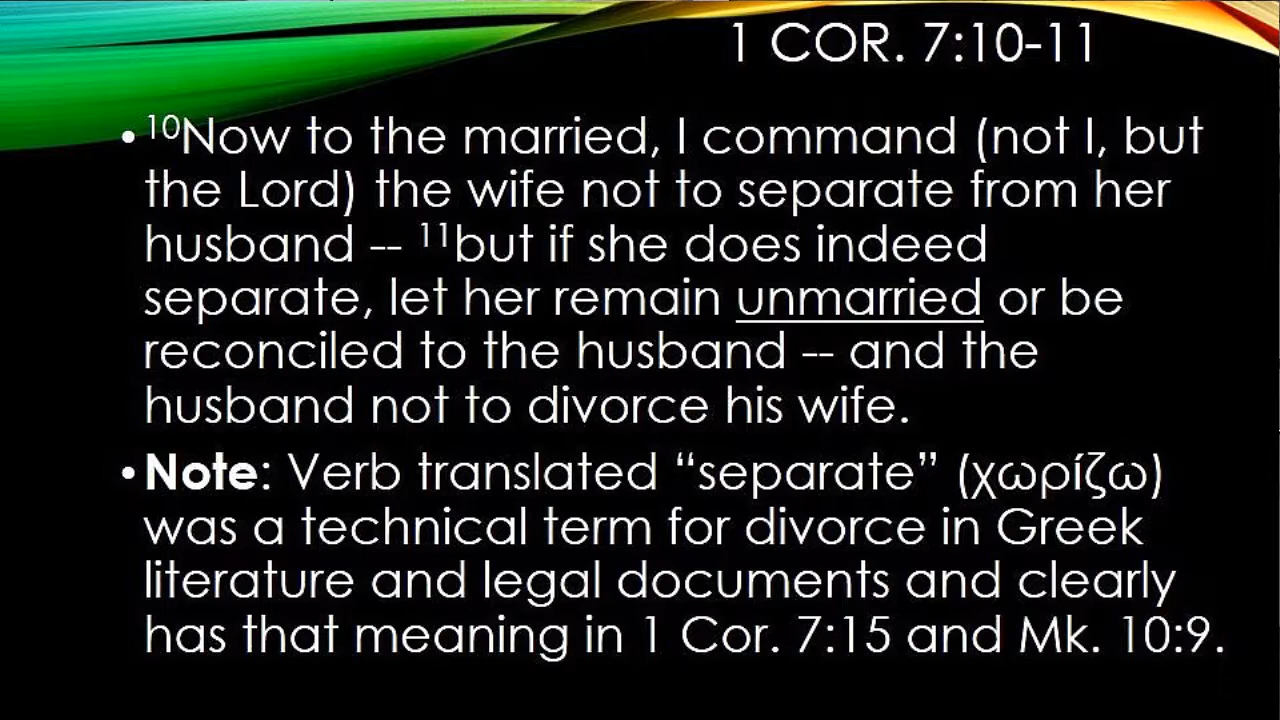 1 COR. 7:10-11
• ¹⁰Now to the married, I command (not I, but
the Lord) the wife not to separate from her
husband -- ¹¹but if she does indeed
separate, let her remain unmarried or be
reconciled to the husband -- and the
husband not to divorce his wife.
• Note: Verb translated “separate” (χωρίζω)
was a technical term for divorce in Greek
literature and legal documents and clearly
has that meaning in 1 Cor. 7:15 and Mk. 10:9.